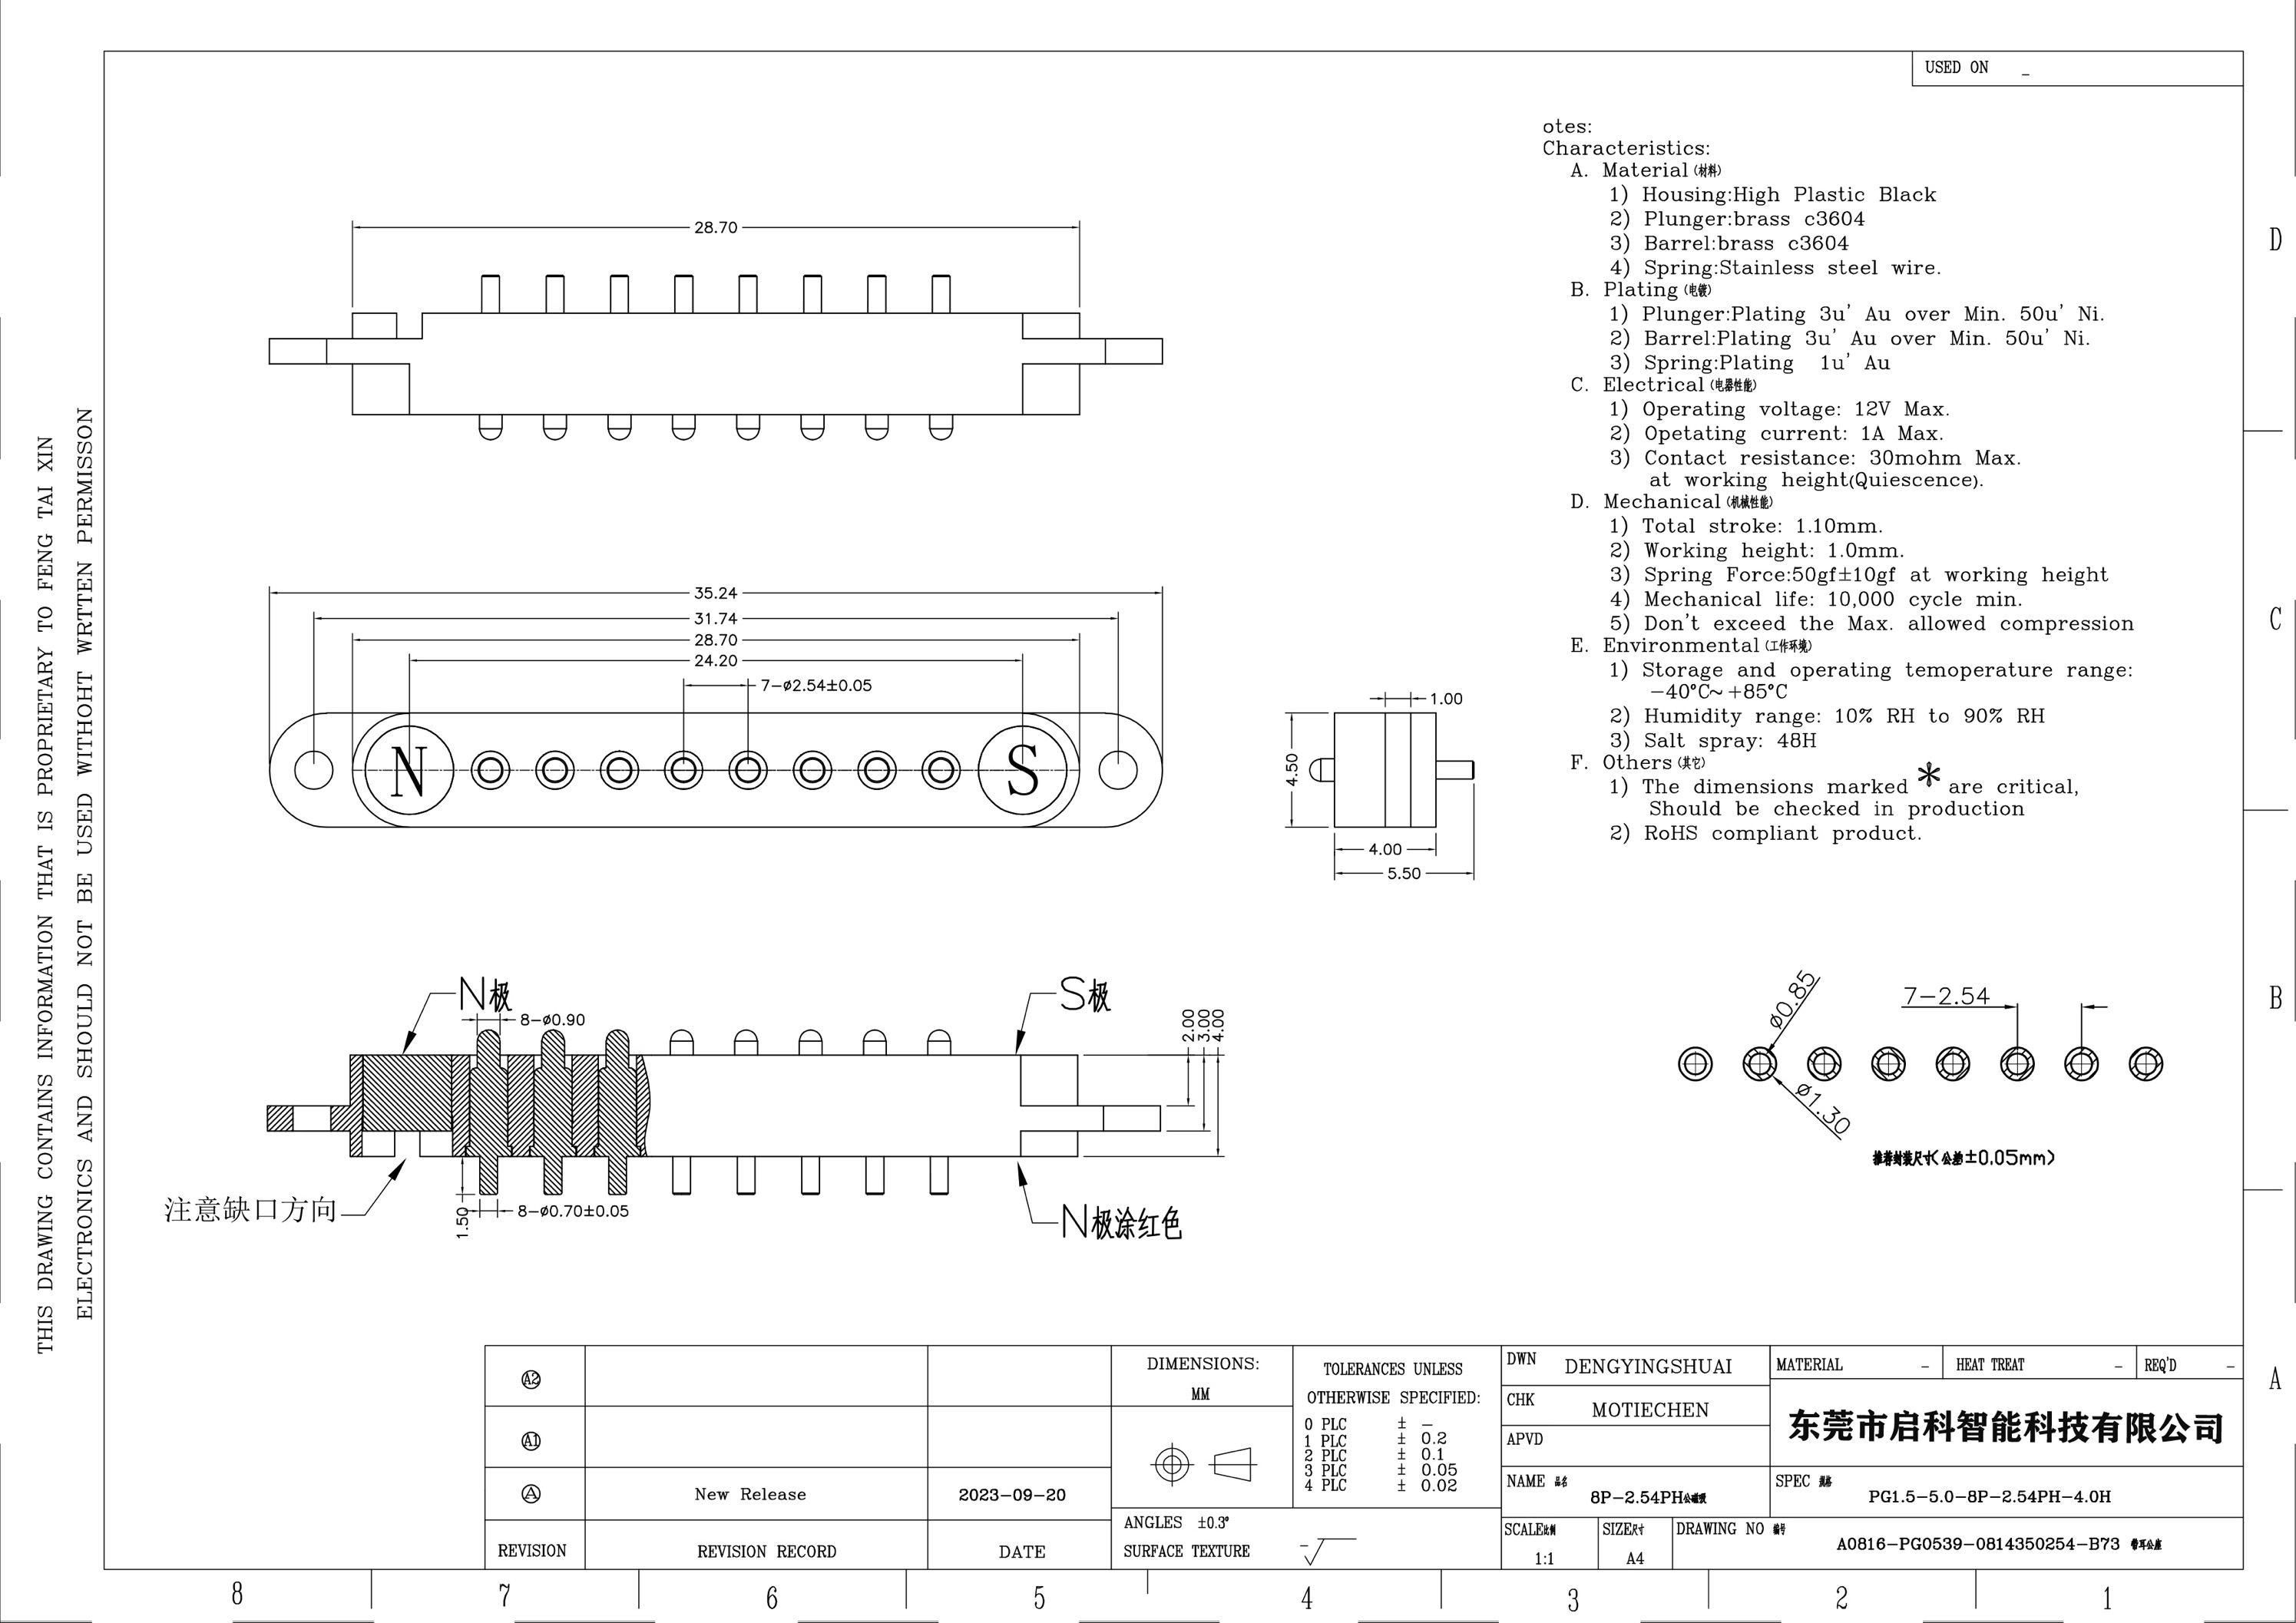 USED ON _
otes:
Characteristics:
A. Material (材料)
1) Housing:High Plastic Black
2) Plunger:brass c3604
3) Barrel:brass c3604
4) Spring:Stainless steel wire.
B. Plating (电镀)
1) Plunger:Plating 3u' Au over Min. 50u' Ni.
2) Barrel:Plating 3u' Au over Min. 50u' Ni.
3) Spring:Plating 1u' Au
C. Electrical (电器性能)
1) Operating voltage: 12V Max.
2) Opetating current: 1A Max.
3) Contact resistance: 30mohm Max.
at working height(Quiescence).
D. Mechanical (机械性能)
1) Total stroke: 1.10mm.
2) Working height: 1.0mm.
3) Spring Force:50gf±10gf at working height
4) Mechanical life: 10,000 cycle min.
5) Don't exceed the Max. allowed compression
E. Environmental (工作环境)
1) Storage and operating temoperature range:
-40°C~+85°C
2) Humidity range: 10% RH to 90% RH
3) Salt spray: 48H
F. Others (其它)
1) The dimensions marked * are critical,
Should be checked in production
2) RoHS compliant product.
28.70
35.24
31.74
28.70
24.20
7-ø2.54±0.05
N
S
1.00
4.50
4.00
5.50
N极
8-ø0.90
S极
2.00
3.00
4.00
注意缺口方向
1.50
8-ø0.70±0.05
N极涂红色
ø0.85
7-2.54
ø1.30
推荐封装尺寸(公差±0.05mm)
THIS DRAWING CONTAINS INFORMATION THAT IS PROPRIETARY TO FENG TAI XIN
ELECTRONICS AND SHOULD NOT BE USED WITHOHT WRTTEN PERMISSON
D
C
B
A
A2
A1
A
New Release
2023-09-20
REVISION
REVISION RECORD
DATE
DIMENSIONS:
MM
TOLERANCES UNLESS
OTHERWISE SPECIFIED:
0 PLC ± -
1 PLC ± 0.2
2 PLC ± 0.1
3 PLC ± 0.05
4 PLC ± 0.02
ANGLES ±0.3°
SURFACE TEXTURE -
DWN DENGYINGSHUAI
CHK MOTIECHEN
APVD
MATERIAL -
HEAT TREAT -
REQ'D -
东莞市启科智能科技有限公司
NAME 品名
8P-2.54PH公磁吸
SPEC 规格
PG1.5-5.0-8P-2.54PH-4.0H
SCALE比例
1:1
SIZE尺寸
A4
DRAWING NO 编号
A0816-PG0539-0814350254-B73 带耳公座
8 7 6 5 4 3 2 1